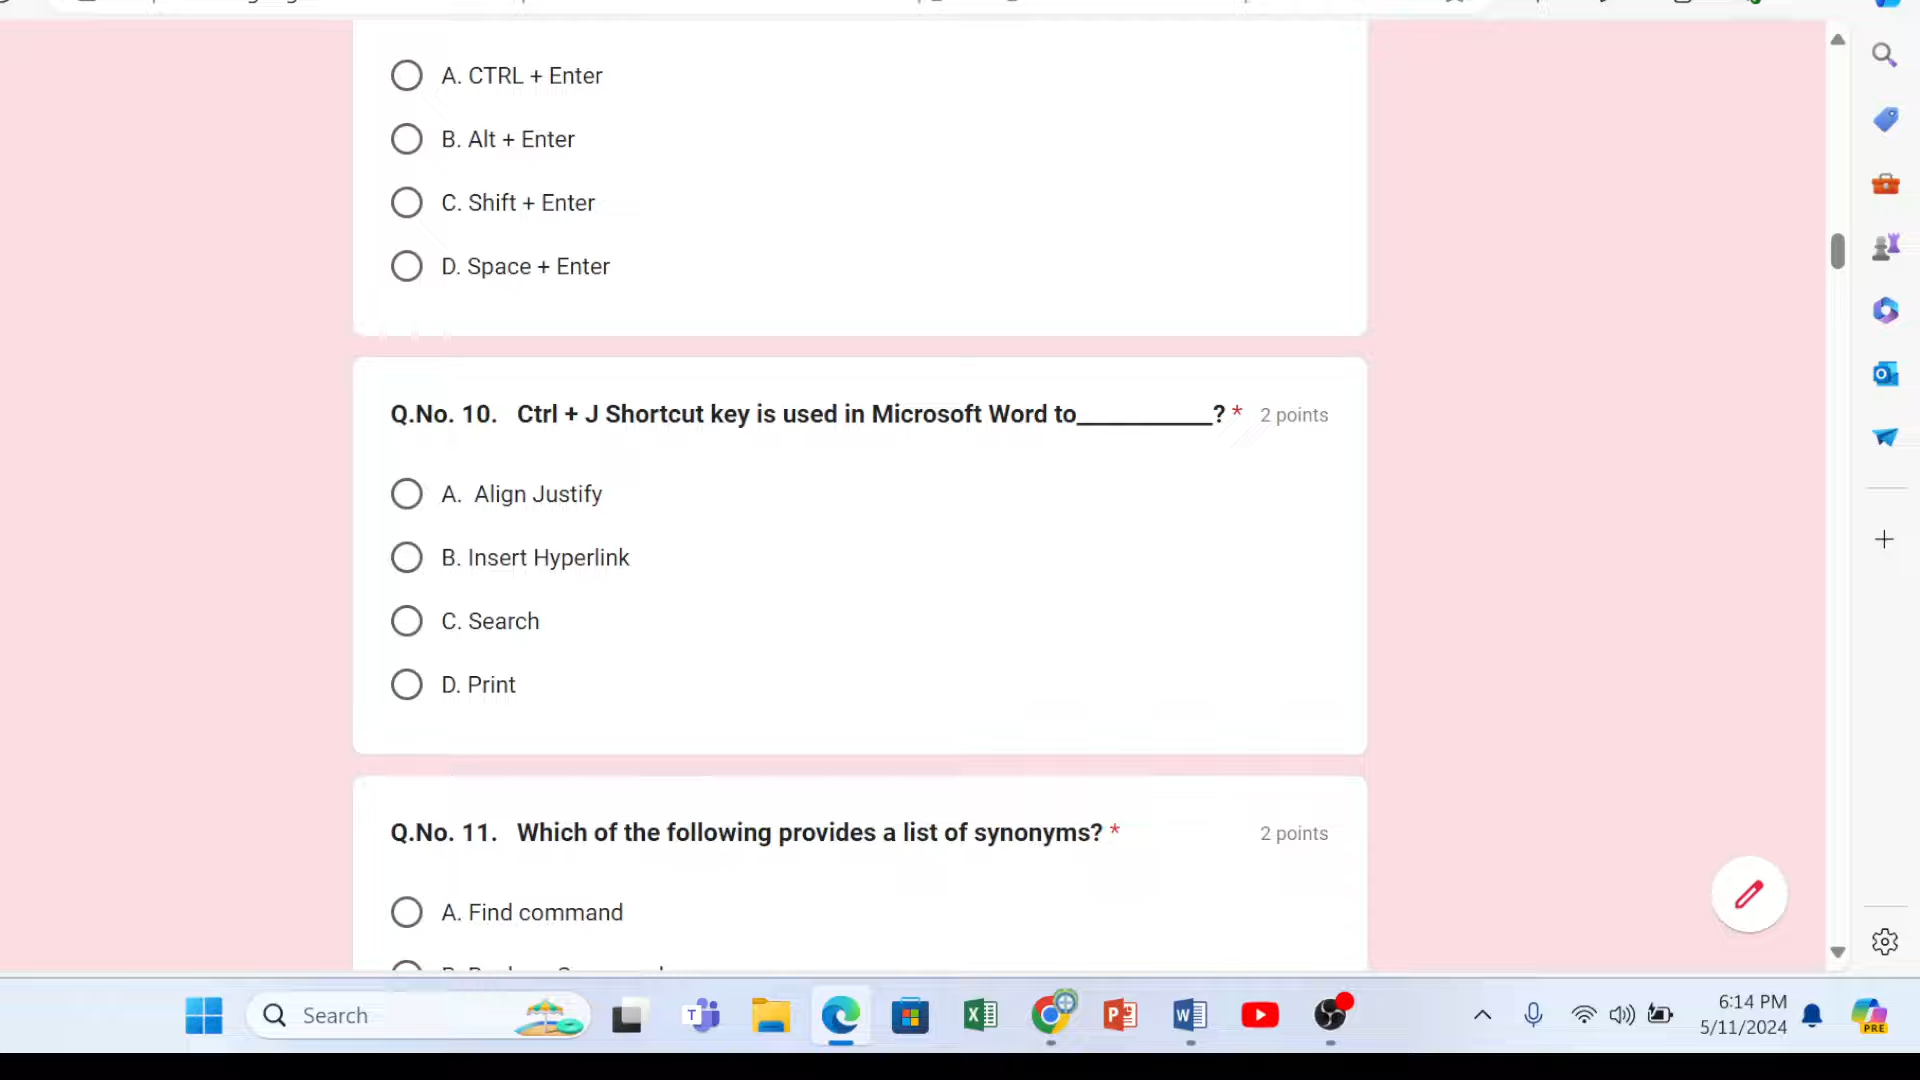 A. CTRL + Enter
B. Alt + Enter
C. Shift + Enter
D. Space + Enter
Q.No. 10. Ctrl + J Shortcut key is used in Microsoft Word to__________? * 2 points
A. Align Justify
B. Insert Hyperlink
C. Search
D. Print
Q.No. 11. Which of the following provides a list of synonyms? * 2 points
A. Find command
Search
6:14 PM
5/11/2024
PRE